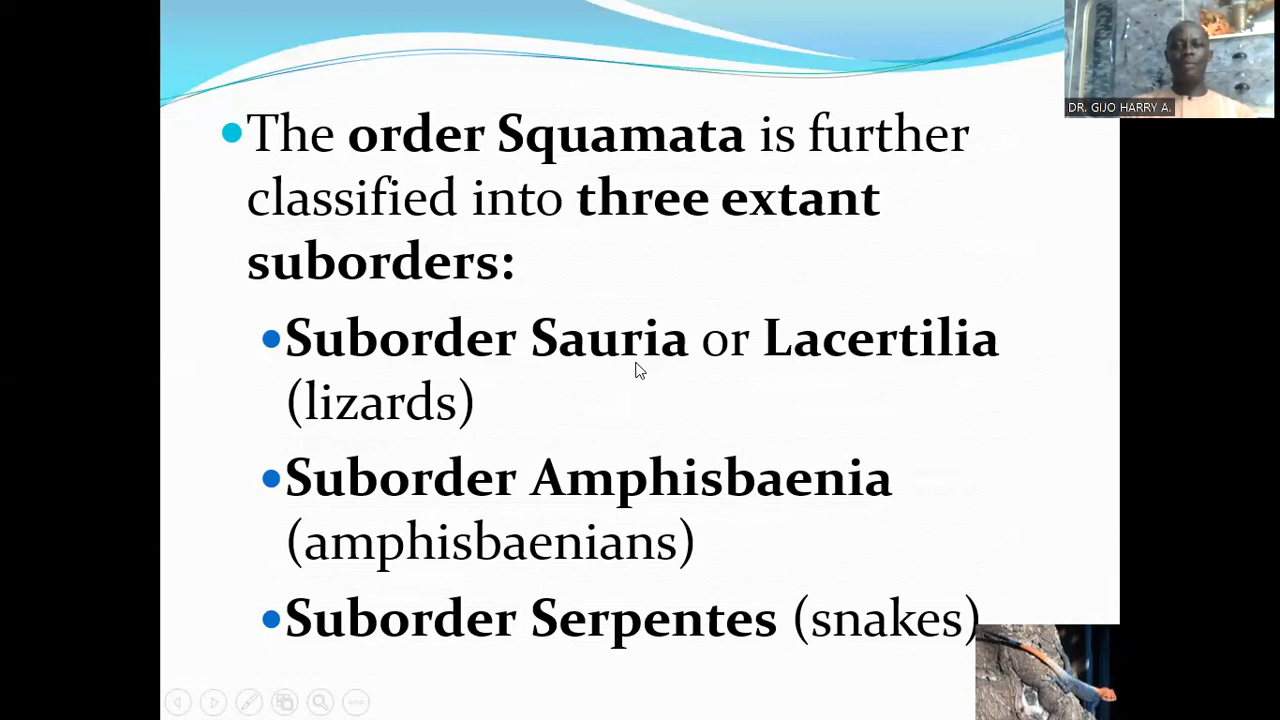 DR. GIJO HARRY A.
•The order Squamata is further
classified into three extant
suborders:
•Suborder Sauria or Lacertilia
(lizards)
•Suborder Amphisbaenia
(amphisbaenians)
•Suborder Serpentes (snakes)